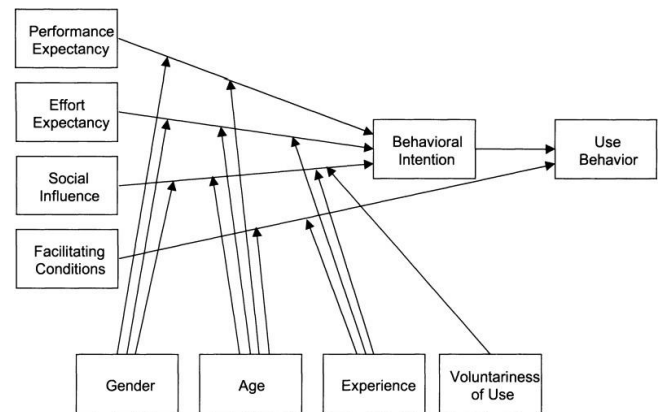 Performance
Expectancy
Effort
Expectancy
Social
Influence
Facilitating
Conditions
Behavioral
Intention
Use
Behavior
Gender
Age
Experience
Voluntariness
of Use